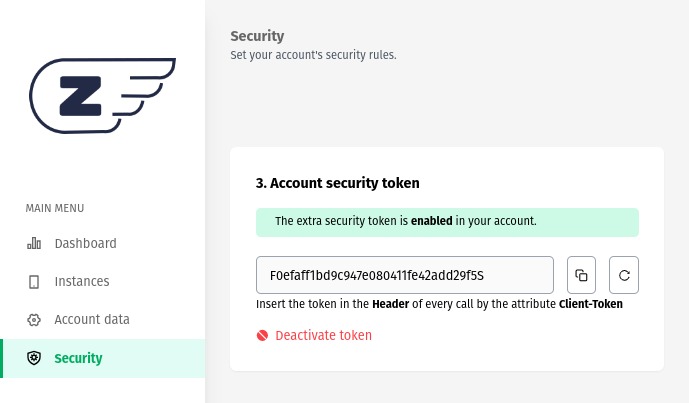 Security
Set your account's security rules.
Z
MAIN MENU
Dashboard
Instances
Account data
Security
3. Account security token
The extra security token is enabled in your account.
F0efaff1bd9c947e080411fe42add29f5S
Insert the token in the Header of every call by the attribute Client-Token
Deactivate token